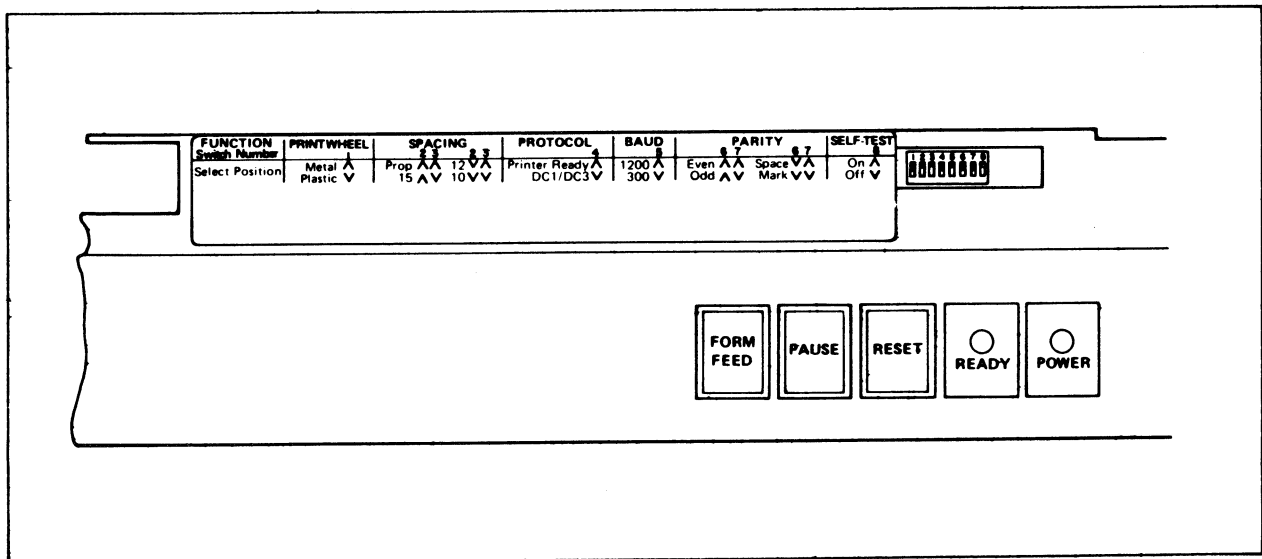 FUNCTION PRINTWHEEL SPACING PROTOCOL BAUD PARITY SELF-TEST
Switch Number 1 2 3 2 3 4 5 6 7 6 7 8
Select Position Metal ∧ Prop ∧∧ 12 ∨∧ Printer Ready ∧ 1200 ∧ Even ∧∧ Space ∨∧ On ∧
Plastic ∨ 15 ∧∨ 10 ∨∨ DC1/DC3 ∨ 300 ∨ Odd ∧∨ Mark ∨∨ Off ∨
1 2 3 4 5 6 7 8
FORM FEED
PAUSE
RESET
READY
POWER